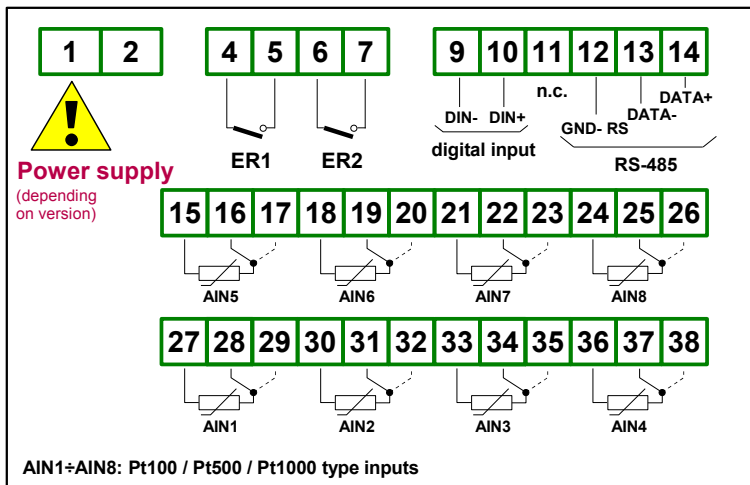 1 2 4 5 6 7 9 10 11 12 13 14
n.c.
DIN- DIN+
DATA+
DATA-
GND- RS
digital input
RS-485
ER1 ER2
Power supply
(depending
on version)
15 16 17 18 19 20 21 22 23 24 25 26
AIN5 AIN6 AIN7 AIN8
27 28 29 30 31 32 33 34 35 36 37 38
AIN1 AIN2 AIN3 AIN4
AIN1÷AIN8: Pt100 / Pt500 / Pt1000 type inputs